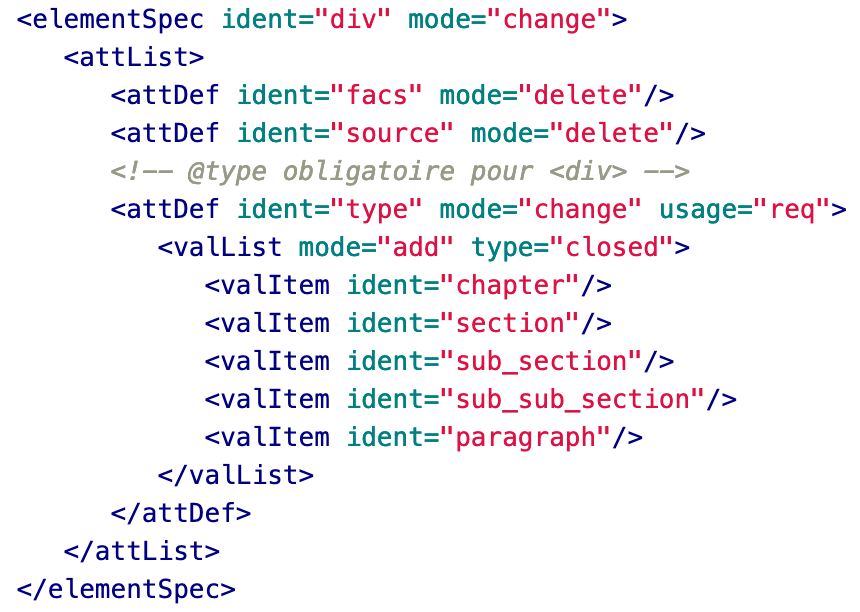 <elementSpec ident="div" mode="change">
   <attList>
      <attDef ident="facs" mode="delete"/>
      <attDef ident="source" mode="delete"/>
      <!-- @type obligatoire pour <div> -->
      <attDef ident="type" mode="change" usage="req">
         <valList mode="add" type="closed">
            <valItem ident="chapter"/>
            <valItem ident="section"/>
            <valItem ident="sub_section"/>
            <valItem ident="sub_sub_section"/>
            <valItem ident="paragraph"/>
         </valList>
      </attDef>
   </attList>
</elementSpec>